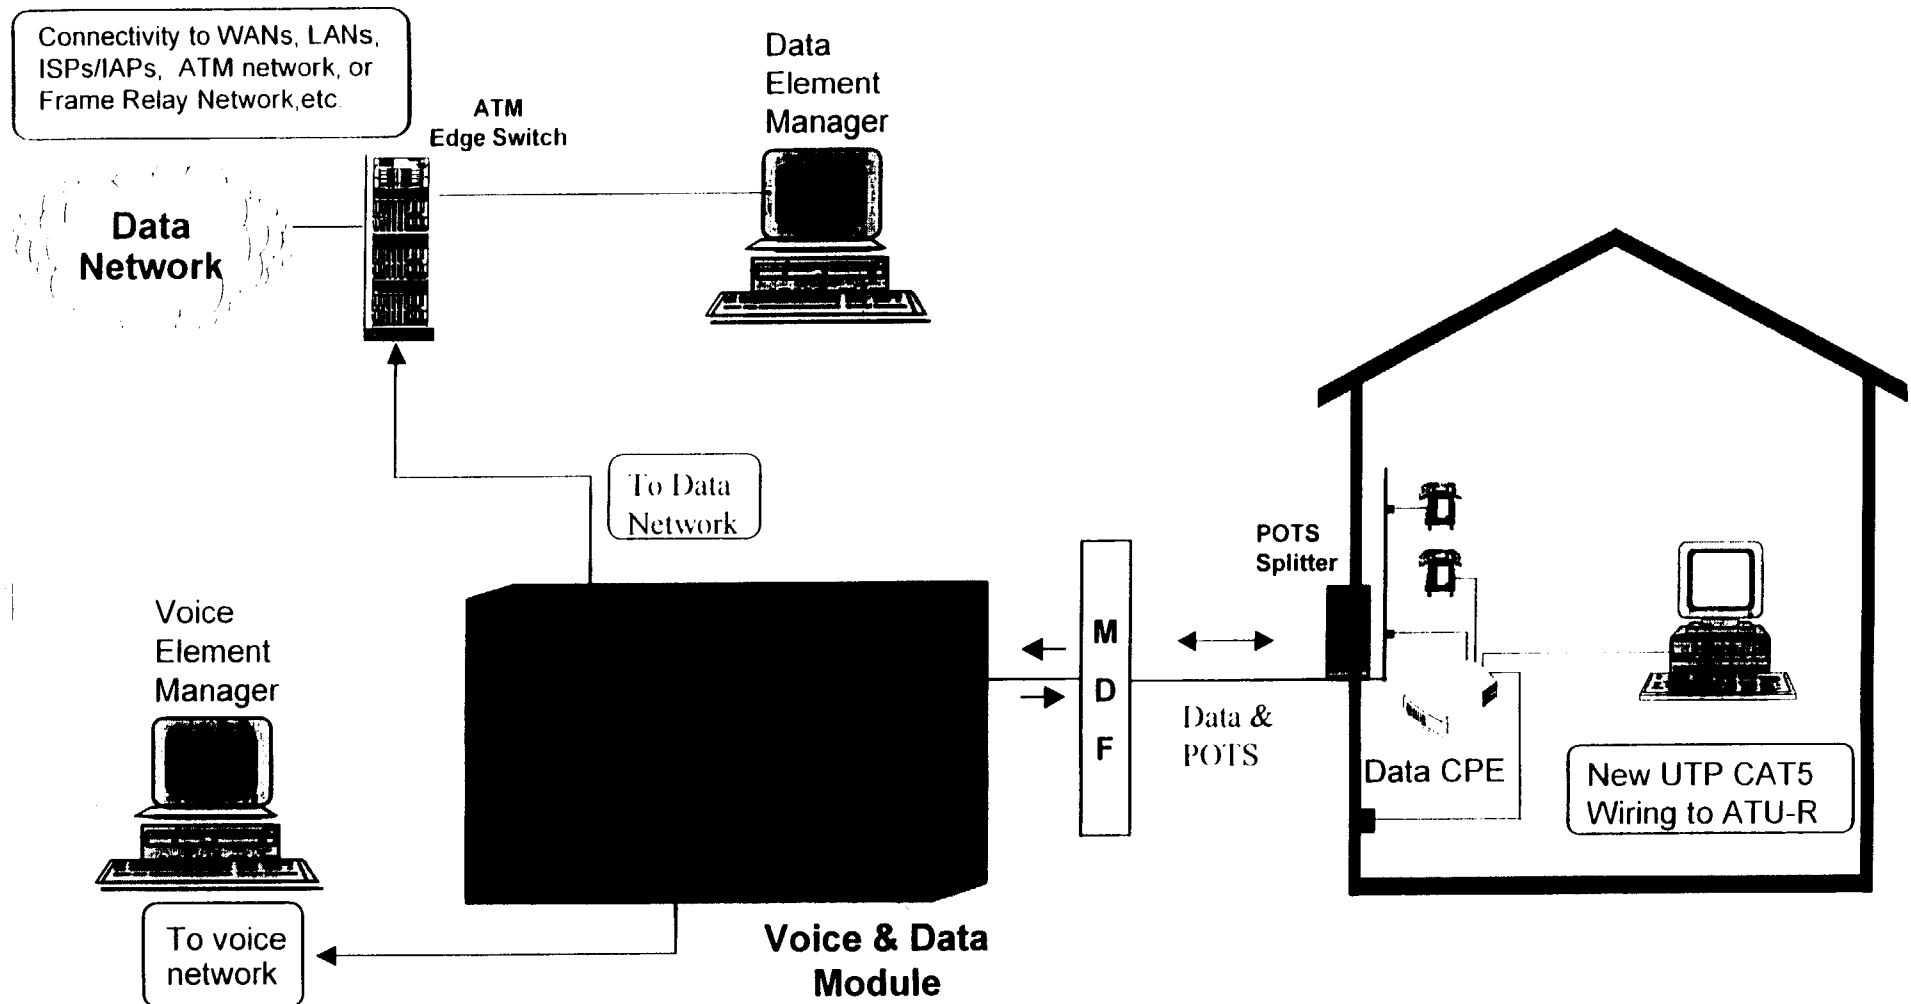 Connectivity to WANs, LANs,
ISPs/IAPs, ATM network, or
Frame Relay Network,etc.
ATM
Edge Switch
Data
Element
Manager
Data
Network
To Data
Network
POTS
Splitter
Voice
Element
Manager
M
D
F
Data &
POTS
Data CPE
New UTP CAT5
Wiring to ATU-R
To voice
network
Voice & Data
Module